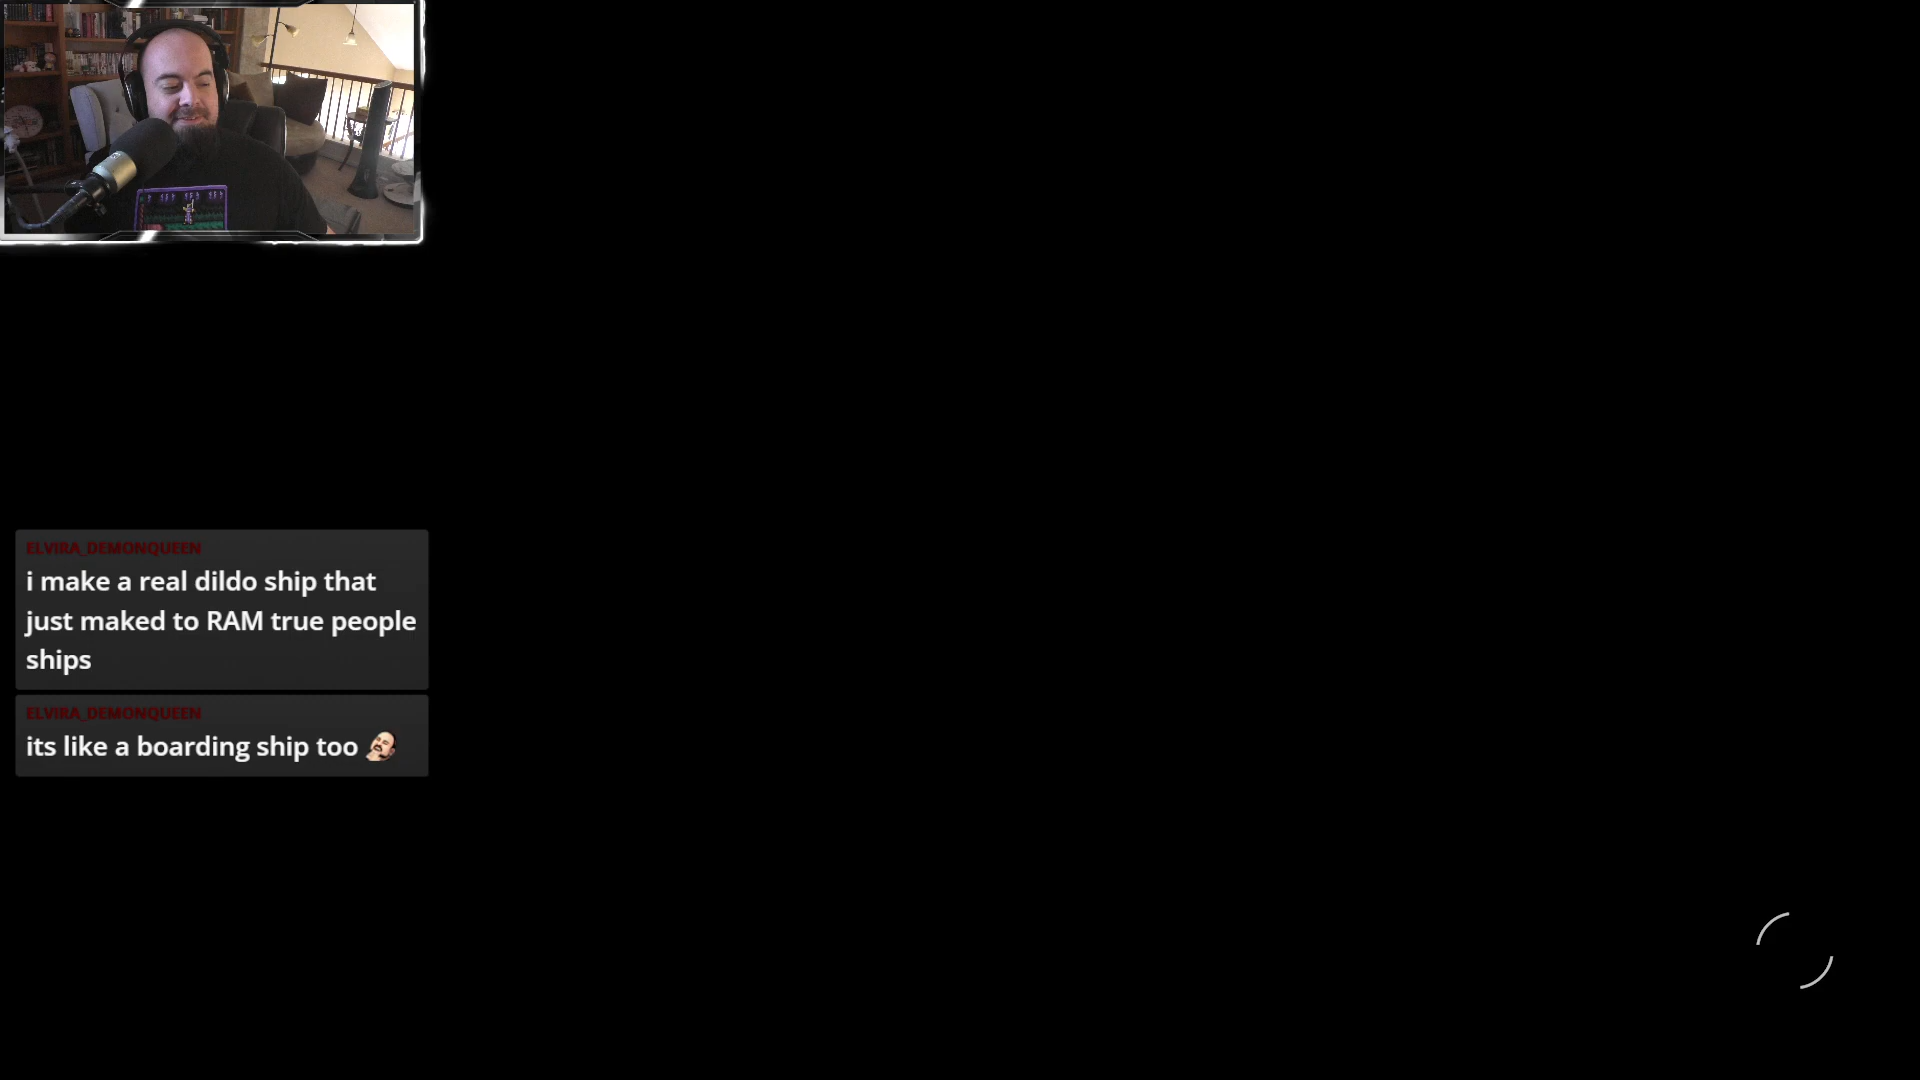 ELVIRA_DEMONQUEEN
i make a real dildo ship that
just maked to RAM true people
ships
ELVIRA_DEMONQUEEN
its like a boarding ship too